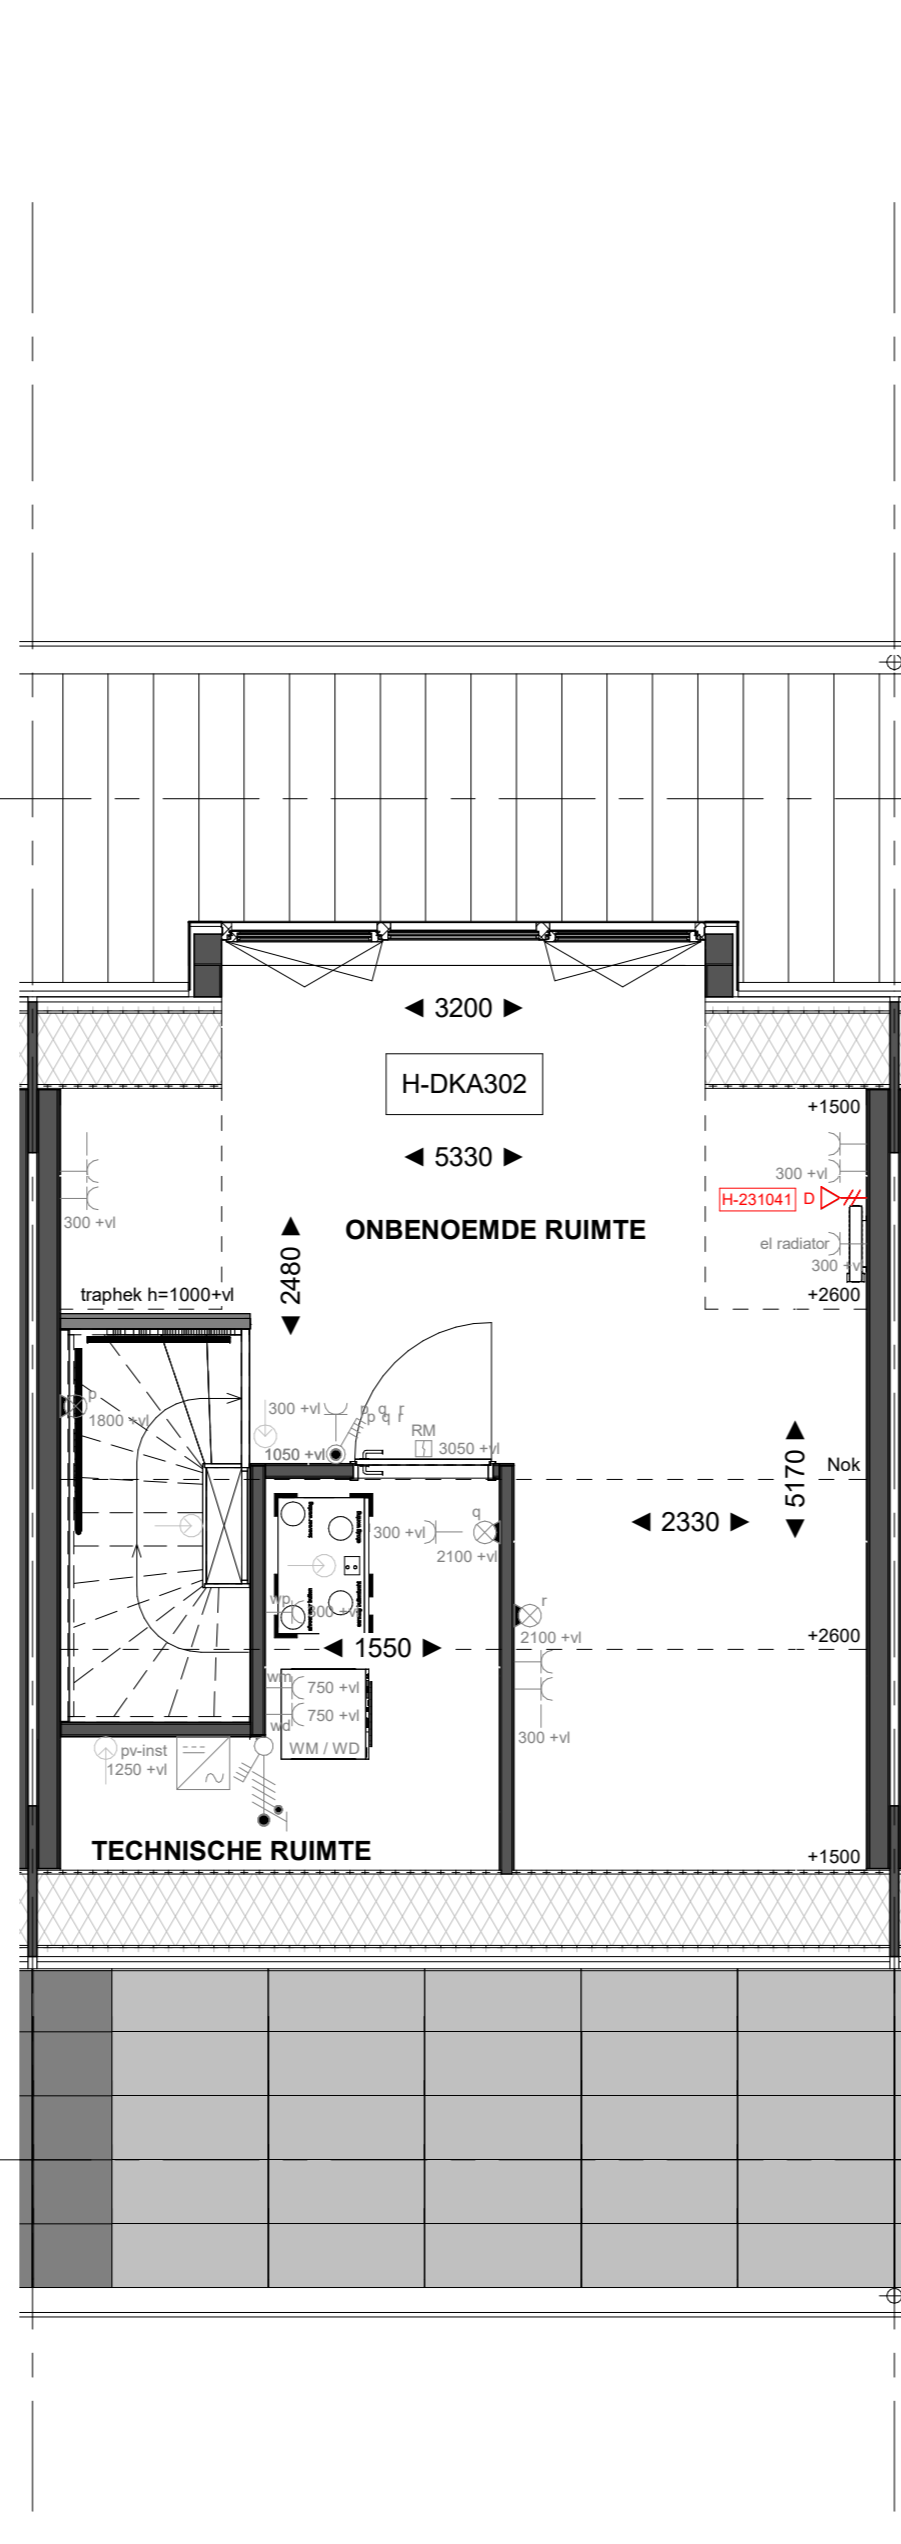 3200
H-DKA302
+1500
5330
300 +vl
H-231041 D
300 +vl
ONBENOEMDE RUIMTE
el radiator
2480
300 +vl
traphek h=1000+vl
+2600
p
1800 +vl
300 +vl
p q r
p q r
RM
1050 +vl
3050 +vl
Nok
5170
q
2330
300 +vl
2100 +vl
wp
300 +vl
r
2100 +vl
+2600
1550
wm
750 +vl
wd
750 +vl
300 +vl
pv-inst
1250 +vl
WM / WD
TECHNISCHE RUIMTE
+1500